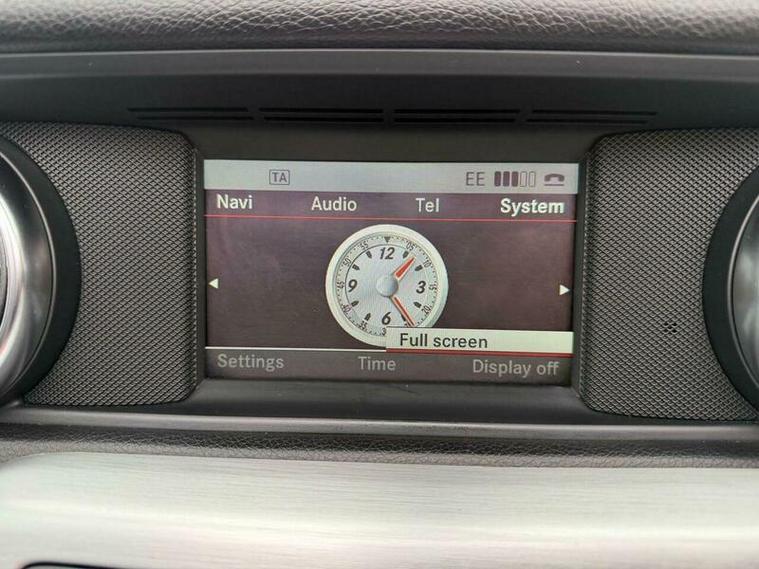 TA EE
Navi Audio Tel System
12
9 3
6
Full screen
Settings Time Display off